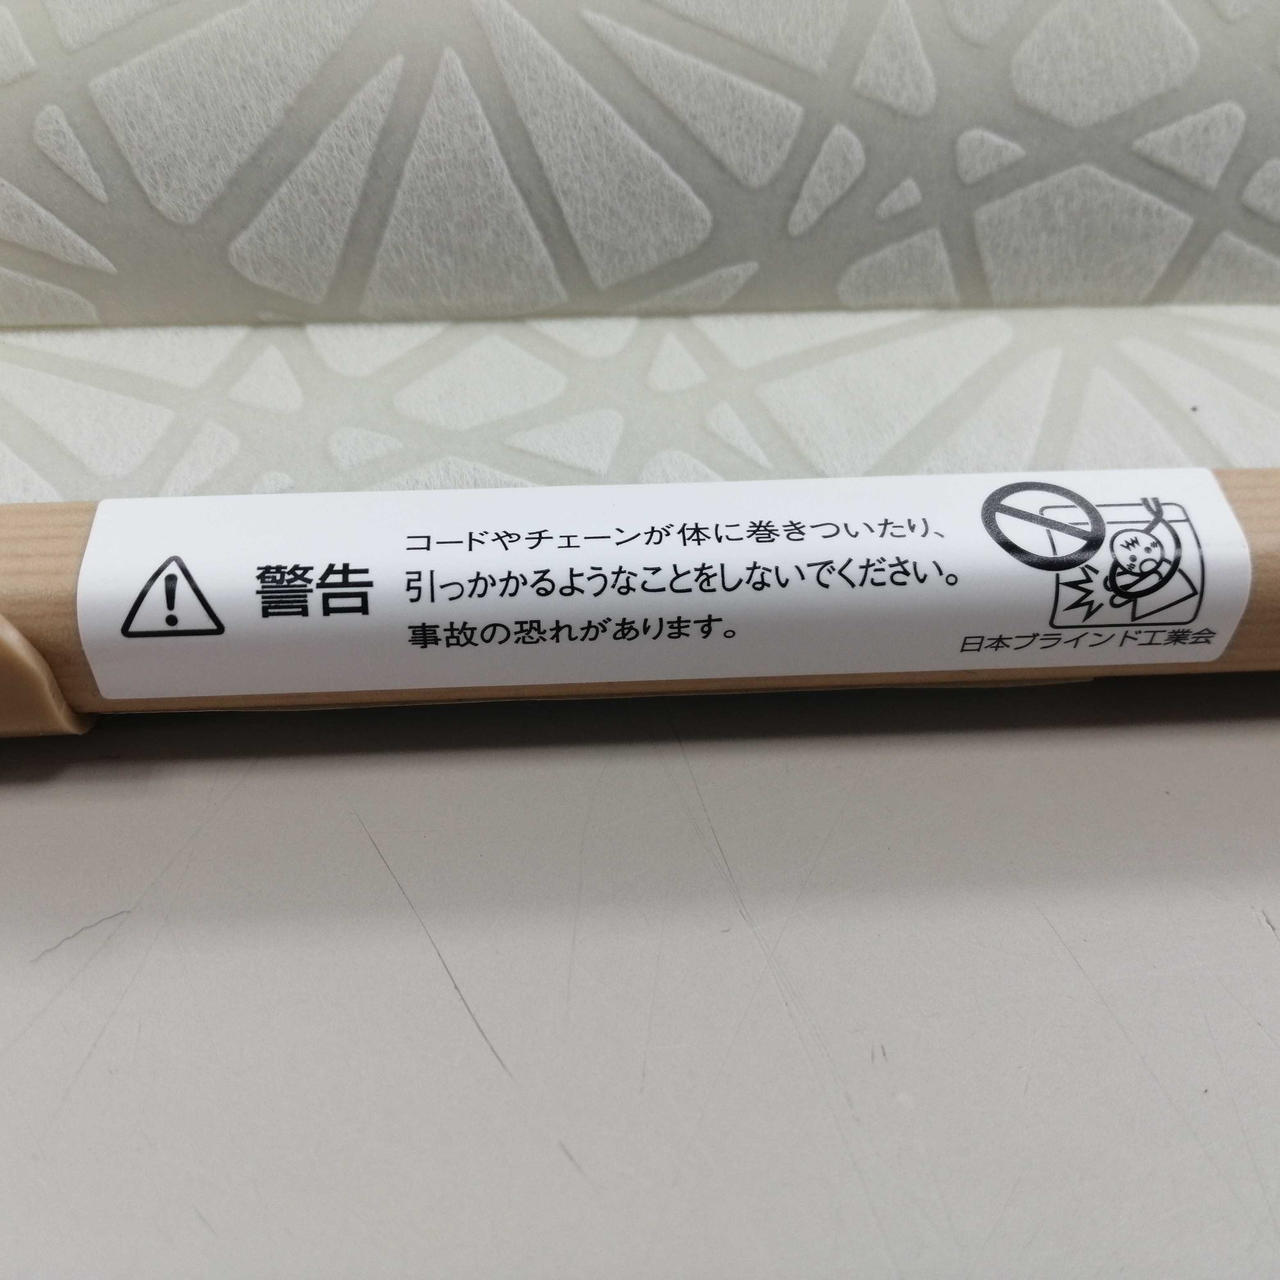 警告
コードやチェーンが体に巻きついたり、
引っかかるようなことをしないでください。
事故の恐れがあります。
日本ブラインド工業会